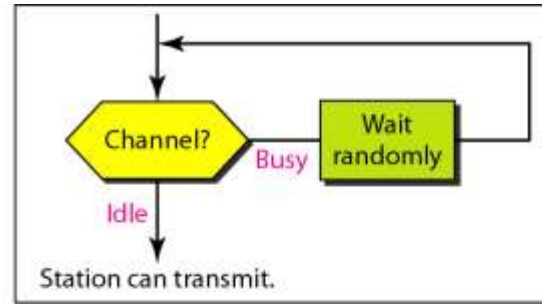 Channel?
Wait
randomly
Busy
Idle
Station can transmit.